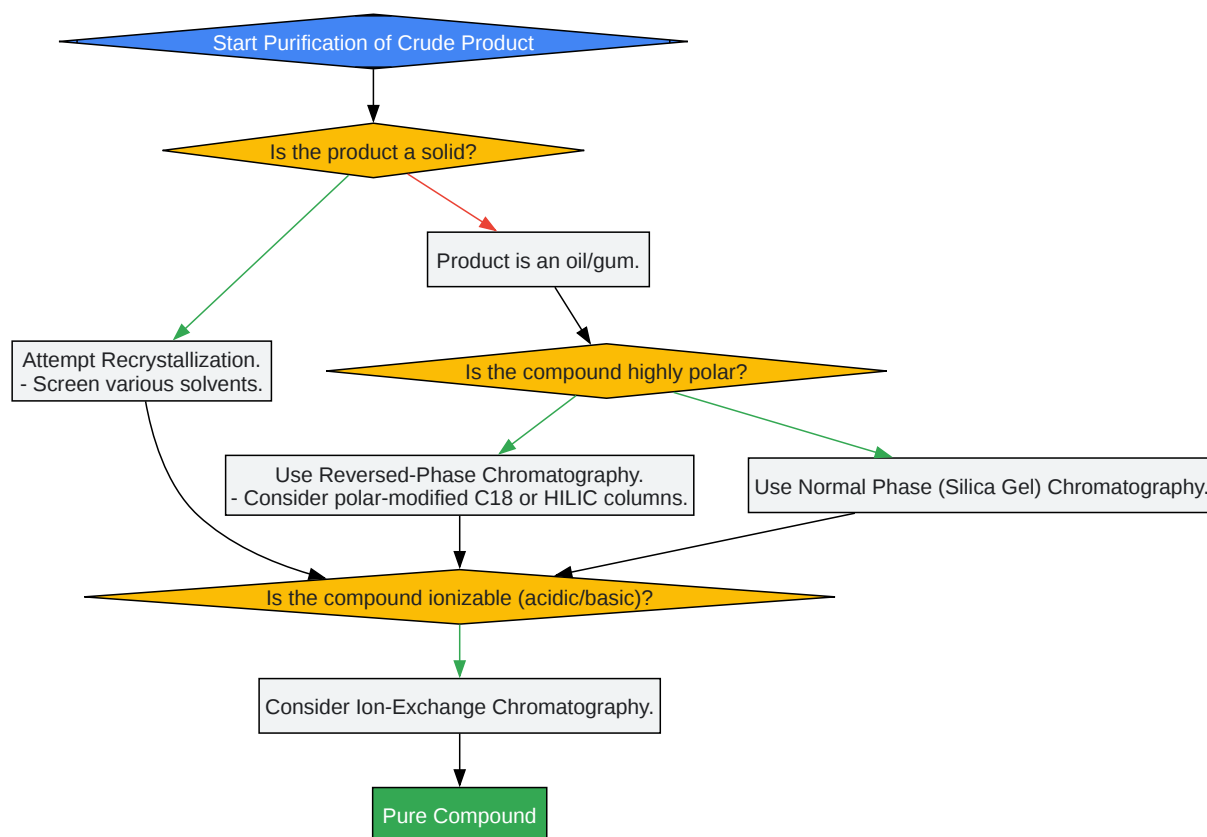 Start Purification of Crude Product
Is the product a solid?
Product is an oil/gum.
Attempt Recrystallization.
- Screen various solvents.
Is the compound highly polar?
Use Reversed-Phase Chromatography.
- Consider polar-modified C18 or HILIC columns.
Use Normal Phase (Silica Gel) Chromatography.
Is the compound ionizable (acidic/basic)?
Consider Ion-Exchange Chromatography.
Pure Compound